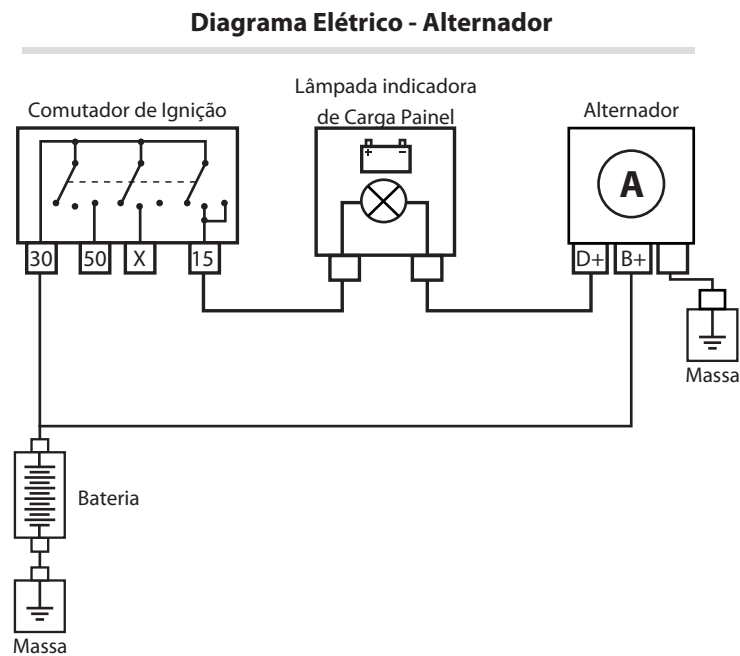 Diagrama Elétrico - Alternador
Lâmpada indicadora
de Carga Painel
Comutador de Ignição
Alternador
+ -
A
30 50 X 15
D+ B+
Massa
Bateria
Massa